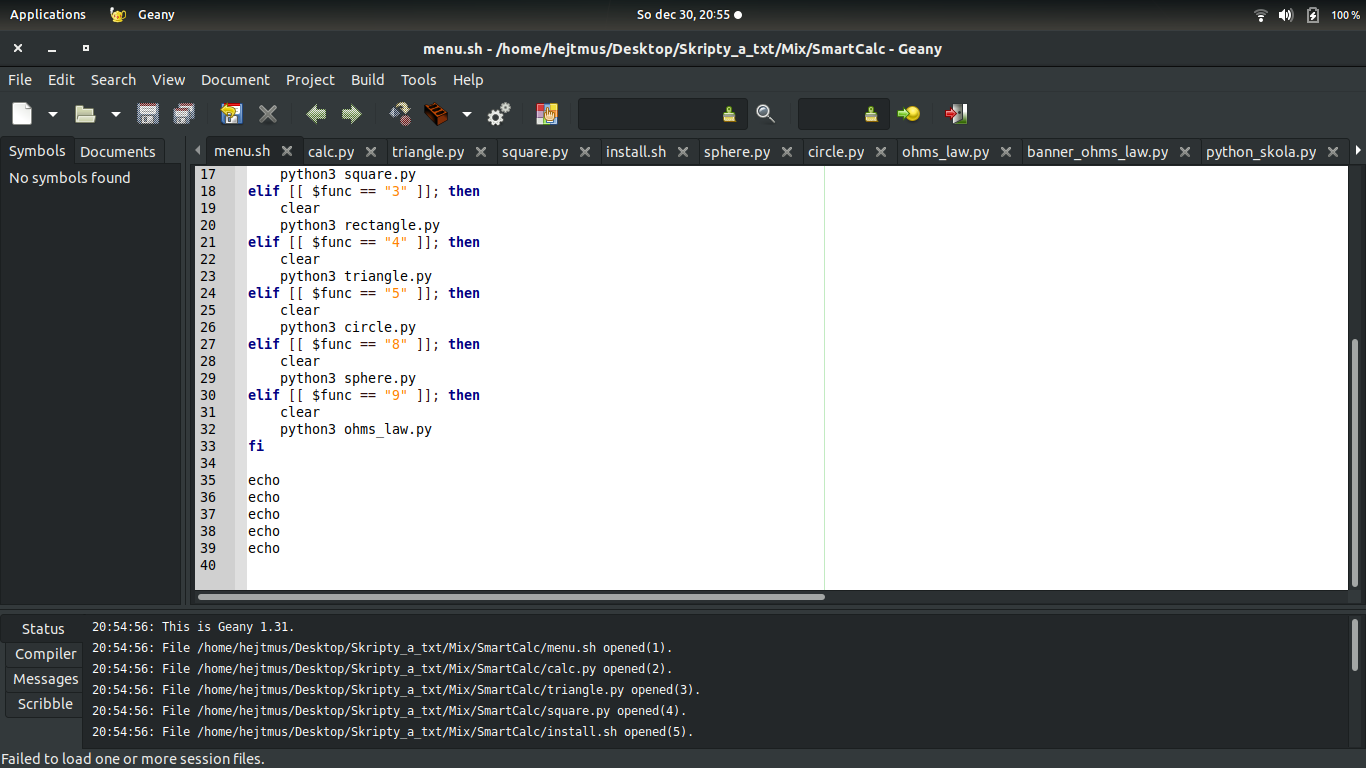 Applications Geany So dec 30, 20:55 100 %
menu.sh - /home/hejtmus/Desktop/Skripty_a_txt/Mix/SmartCalc - Geany
File Edit Search View Document Project Build Tools Help
Symbols Documents
menu.sh calc.py triangle.py square.py install.sh sphere.py circle.py ohms_law.py banner_ohms_law.py python_skola.py
No symbols found
17     python3 square.py
18 elif [[ $func == "3" ]]; then
19     clear
20     python3 rectangle.py
21 elif [[ $func == "4" ]]; then
22     clear
23     python3 triangle.py
24 elif [[ $func == "5" ]]; then
25     clear
26     python3 circle.py
27 elif [[ $func == "8" ]]; then
28     clear
29     python3 sphere.py
30 elif [[ $func == "9" ]]; then
31     clear
32     python3 ohms_law.py
33 fi
34
35 echo
36 echo
37 echo
38 echo
39 echo
40
Status
Compiler
Messages
Scribble
20:54:56: This is Geany 1.31.
20:54:56: File /home/hejtmus/Desktop/Skripty_a_txt/Mix/SmartCalc/menu.sh opened(1).
20:54:56: File /home/hejtmus/Desktop/Skripty_a_txt/Mix/SmartCalc/calc.py opened(2).
20:54:56: File /home/hejtmus/Desktop/Skripty_a_txt/Mix/SmartCalc/triangle.py opened(3).
20:54:56: File /home/hejtmus/Desktop/Skripty_a_txt/Mix/SmartCalc/square.py opened(4).
20:54:56: File /home/hejtmus/Desktop/Skripty_a_txt/Mix/SmartCalc/install.sh opened(5).
Failed to load one or more session files.